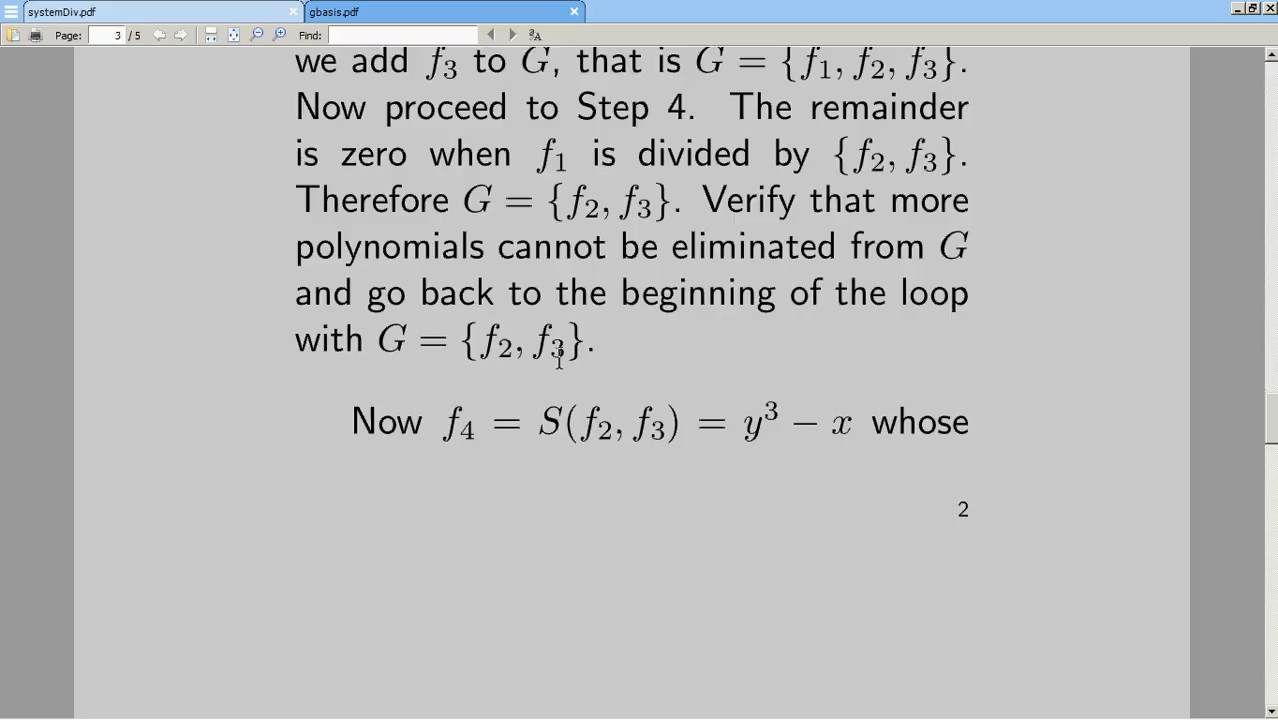 systemDiv.pdf
gbasis.pdf
Page: 3 / 5
Find:
we add f₃ to G, that is G = {f₁, f₂, f₃}.
Now proceed to Step 4. The remainder
is zero when f₁ is divided by {f₂, f₃}.
Therefore G = {f₂, f₃}. Verify that more
polynomials cannot be eliminated from G
and go back to the beginning of the loop
with G = {f₂, f₃}.
Now f₄ = S(f₂, f₃) = y³ − x whose
2